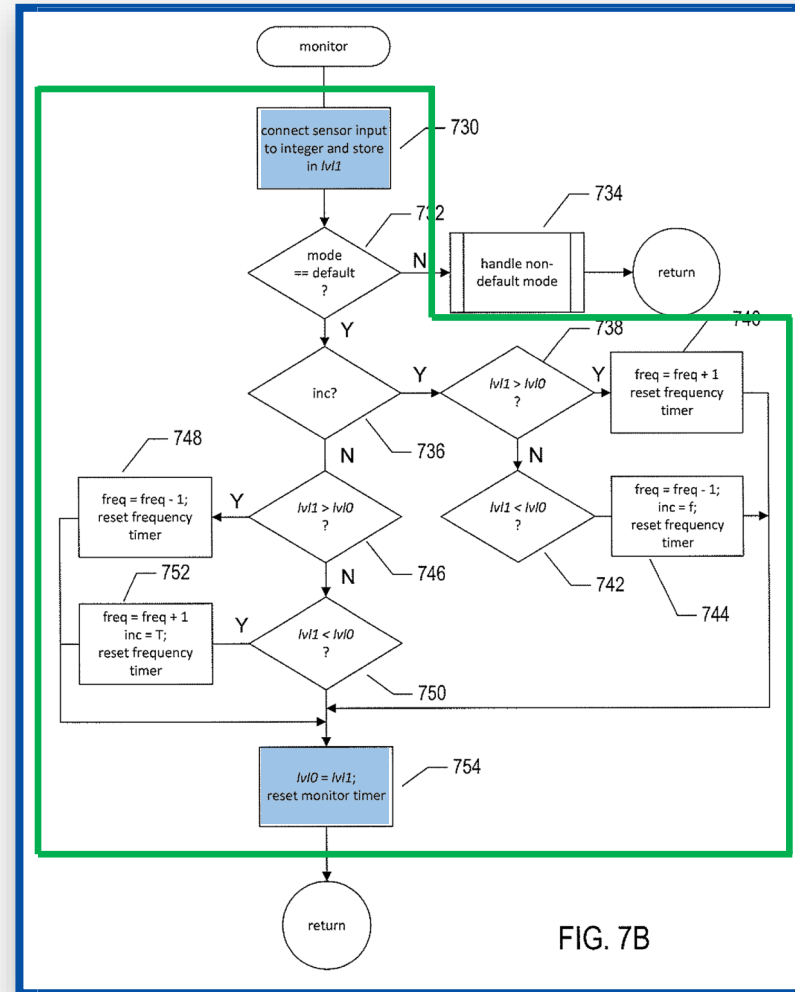 monitor
connect sensor input
to integer and store
in lvl1
730
732
mode
== default
?
N
handle non-
default mode
734
return
Y
inc?
736
Y
lvl1 > lvl0
?
738
Y
freq = freq + 1
reset frequency
timer
740
N
N
748
freq = freq - 1;
reset frequency
timer
Y
lvl1 > lvl0
?
746
lvl1 < lvl0
?
742
freq = freq - 1;
inc = f;
reset frequency
timer
744
N
752
freq = freq + 1
inc = T;
reset frequency
timer
Y
lvl1 < lvl0
?
750
lvl0 = lvl1;
reset monitor timer
754
return
FIG. 7B